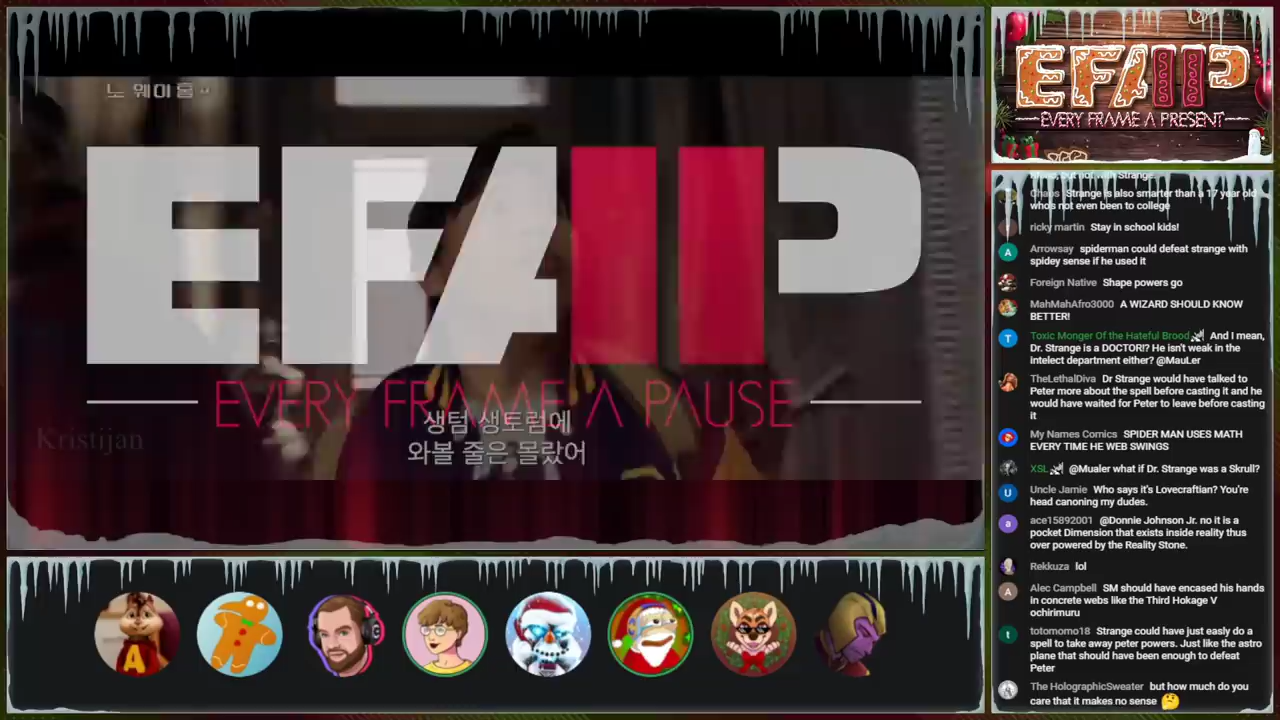 노 웨이 홈
EFAP
EVERY FRAME A PAUSE
생텀 생토럼에
와볼 줄은 몰랐어
Kristijan
EFAP
EVERY FRAME A PRESENT
but not with Strange
Chaos Strange is also smarter than a 17 year old
whos not even been to college
ricky martin Stay in school kids!
Arrowsay spiderman could defeat strange with
spidey sense if he used it
Foreign Native Shape powers go
MahMahAfro3000 A WIZARD SHOULD KNOW
BETTER!
Toxic Monger Of the Hateful Brood And I mean,
Dr. Strange is a DOCTOR!? He isn't weak in the
intelect department either? @MauLer
TheLethalDiva Dr Strange would have talked to
Peter more about the spell before casting it and he
would have waited for Peter to leave before casting
it
My Names Comics SPIDER MAN USES MATH
EVERY TIME HE WEB SWINGS
XSL @Mualer what if Dr. Strange was a Skrull?
Uncle Jamie Who says it's Lovecraftian? You're
head canoning my dudes.
ace15892001 @Donnie Johnson Jr. no it is a
pocket Dimension that exists inside reality thus
over powered by the Reality Stone.
Rekkuza lol
Alec Campbell SM should have encased his hands
in concrete webs like the Third Hokage V
ochirimuru
totomomo18 Strange could have just easly do a
spell to take away peter powers. Just like the astro
plane that should have been enough to defeat
Peter
The HolographicSweater but how much do you
care that it makes no sense 🤔
A
A
T
U
a
A
t